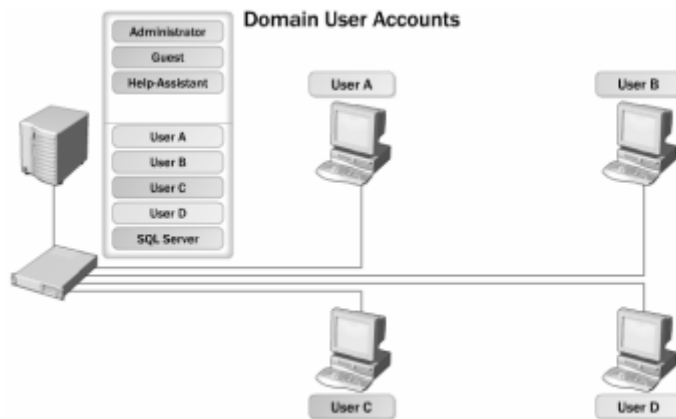 Domain User Accounts
Administrator
Guest
Help-Assistant
User A
User B
User C
User D
SQL Server
User A
User B
User C
User D